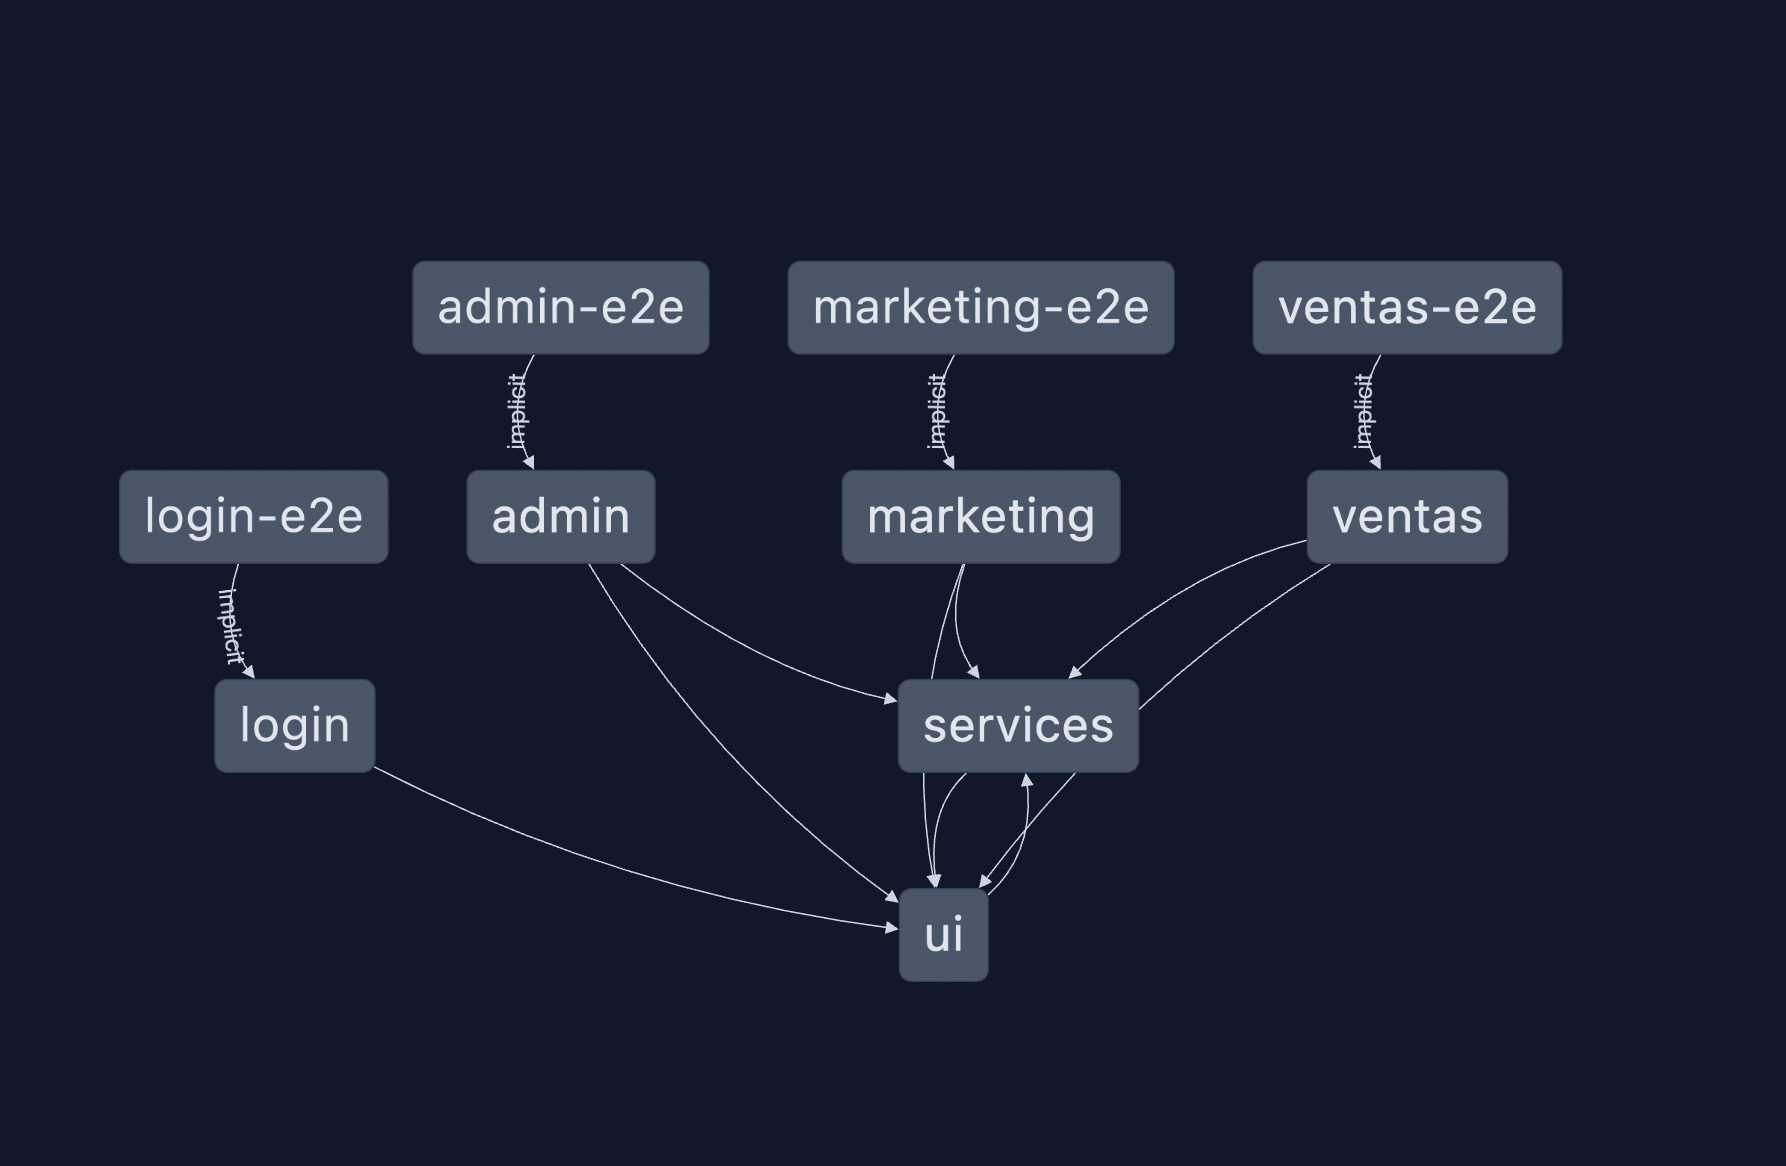 admin-e2e
marketing-e2e
ventas-e2e
implicit
implicit
implicit
login-e2e
admin
marketing
ventas
implicit
login
services
ui